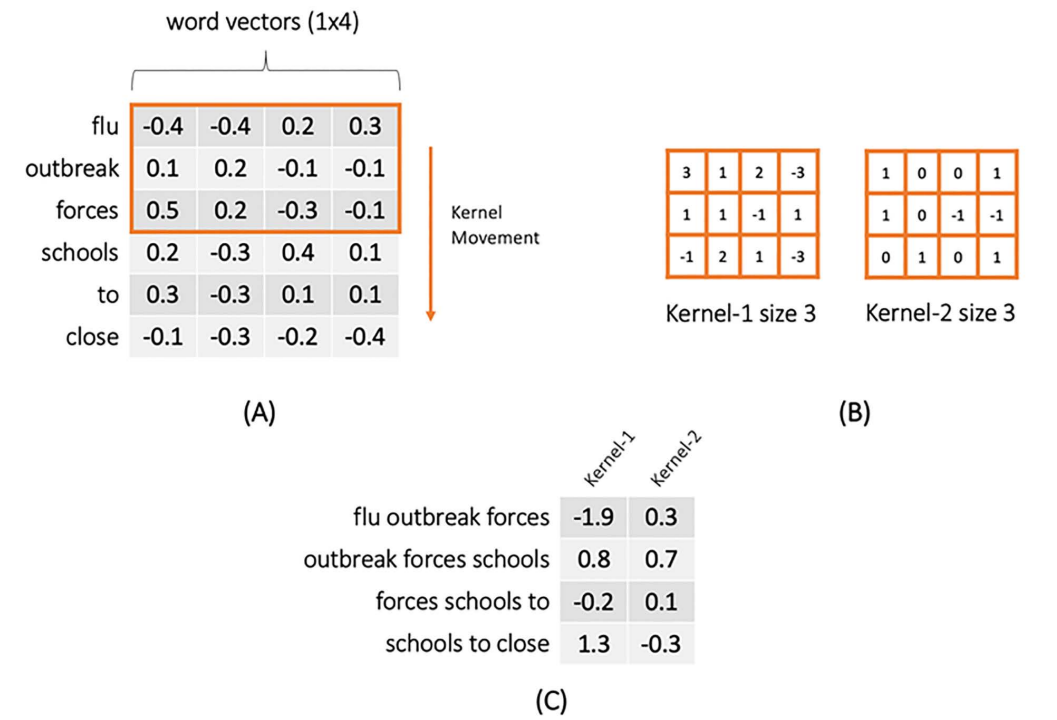 word vectors (1x4)
flu -0.4 -0.4 0.2 0.3
outbreak 0.1 0.2 -0.1 -0.1
forces 0.5 0.2 -0.3 -0.1
schools 0.2 -0.3 0.4 0.1
to 0.3 -0.3 0.1 0.1
close -0.1 -0.3 -0.2 -0.4
Kernel
Movement
(A)
3 1 2 -3
1 1 -1 1
-1 2 1 -3
Kernel-1 size 3
1 0 0 1
1 0 -1 -1
0 1 0 1
Kernel-2 size 3
(B)
Kernel-1 Kernel-2
flu outbreak forces -1.9 0.3
outbreak forces schools 0.8 0.7
forces schools to -0.2 0.1
schools to close 1.3 -0.3
(C)